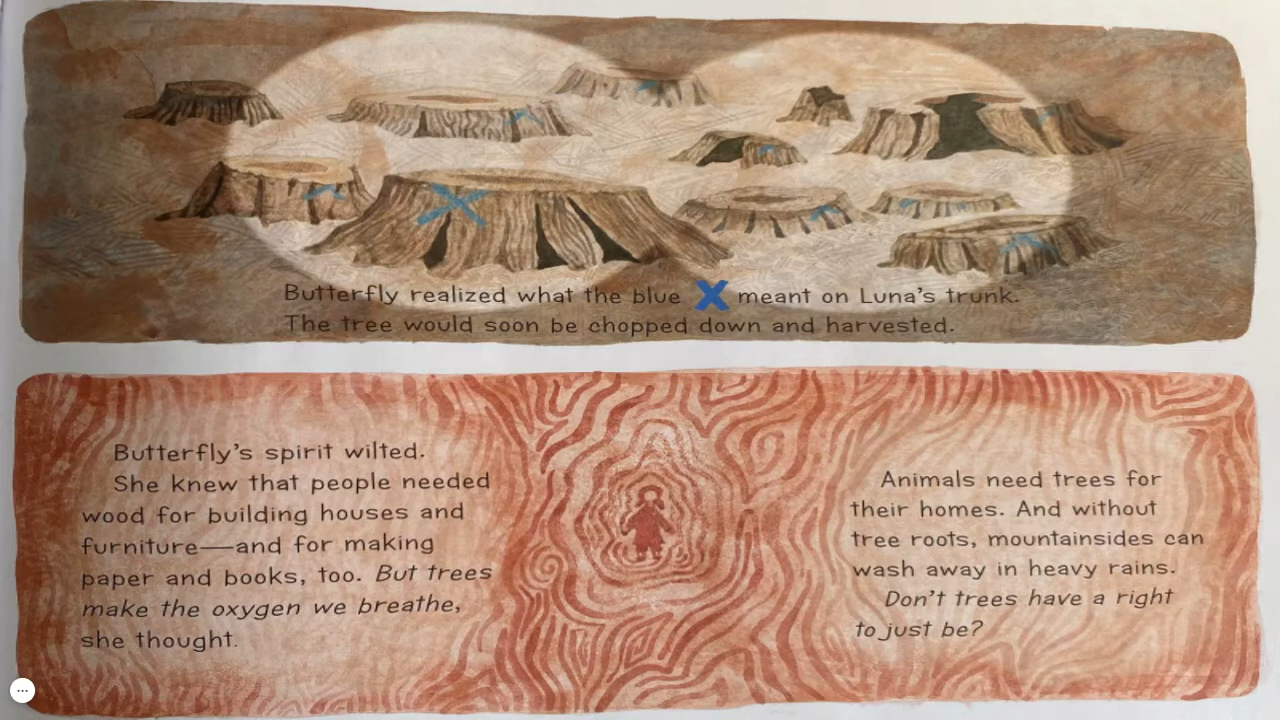 Butterfly realized what the blue X meant on Luna's trunk.
The tree would soon be chopped down and harvested.
Butterfly's spirit wilted.
She knew that people needed
wood for building houses and
furniture—and for making
paper and books, too. But trees
make the oxygen we breathe,
she thought.
Animals need trees for
their homes. And without
tree roots, mountainsides can
wash away in heavy rains.
Don't trees have a right
to just be?